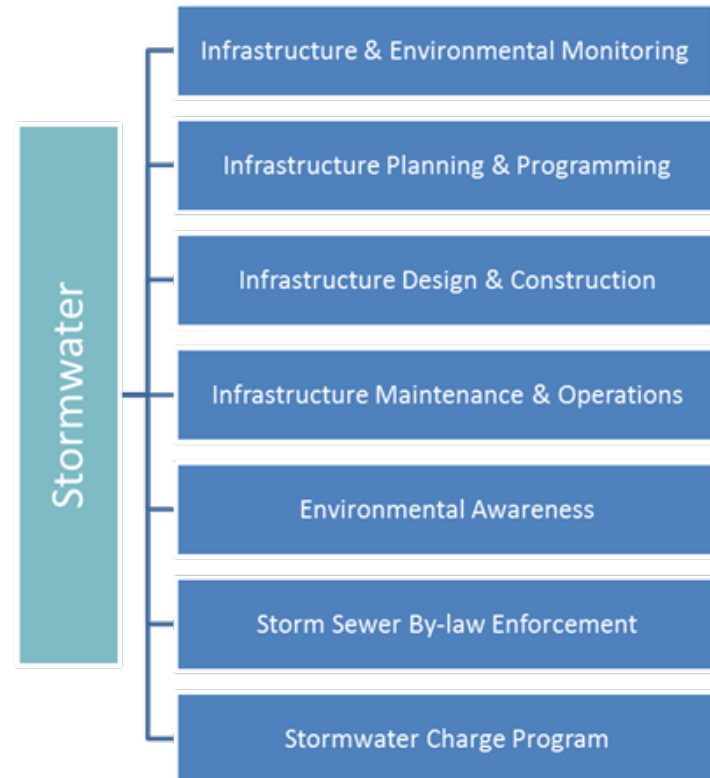 Stormwater
Infrastructure & Environmental Monitoring
Infrastructure Planning & Programming
Infrastructure Design & Construction
Infrastructure Maintenance & Operations
Environmental Awareness
Storm Sewer By-law Enforcement
Stormwater Charge Program